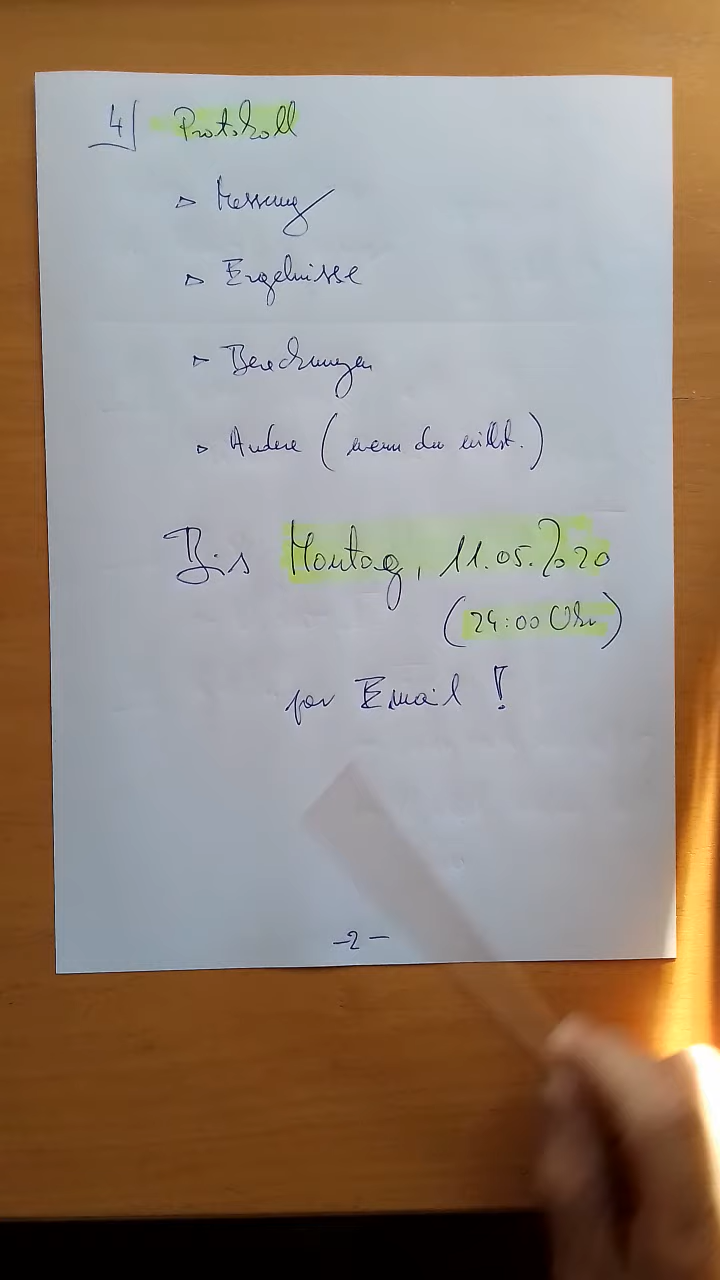 4) Protokoll
▷ Messung
▷ Ergebnisse
▷ Berechungen
▷ Andere (wenn du willst.)
Bis Montag, 11.05.2020
(24:00 Uhr)
per Email !
-2-